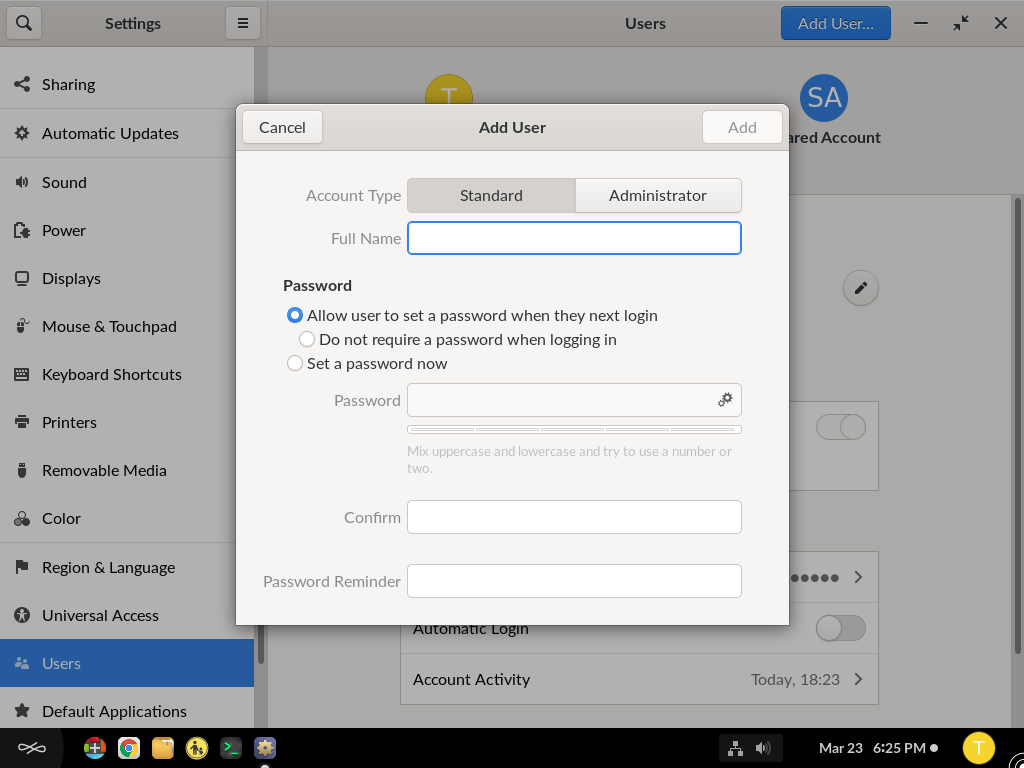 Settings
Users
Add User...
Sharing
Automatic Updates
Sound
Power
Displays
Mouse & Touchpad
Keyboard Shortcuts
Printers
Removable Media
Color
Region & Language
Universal Access
Users
Default Applications
T
SA
ared Account
Cancel
Add User
Add
Account Type
Standard
Administrator
Full Name
Password
Allow user to set a password when they next login
Do not require a password when logging in
Set a password now
Password
Mix uppercase and lowercase and try to use a number or
two.
Confirm
Password Reminder
Automatic Login
Account Activity
Today, 18:23
Mar 23
6:25 PM
T